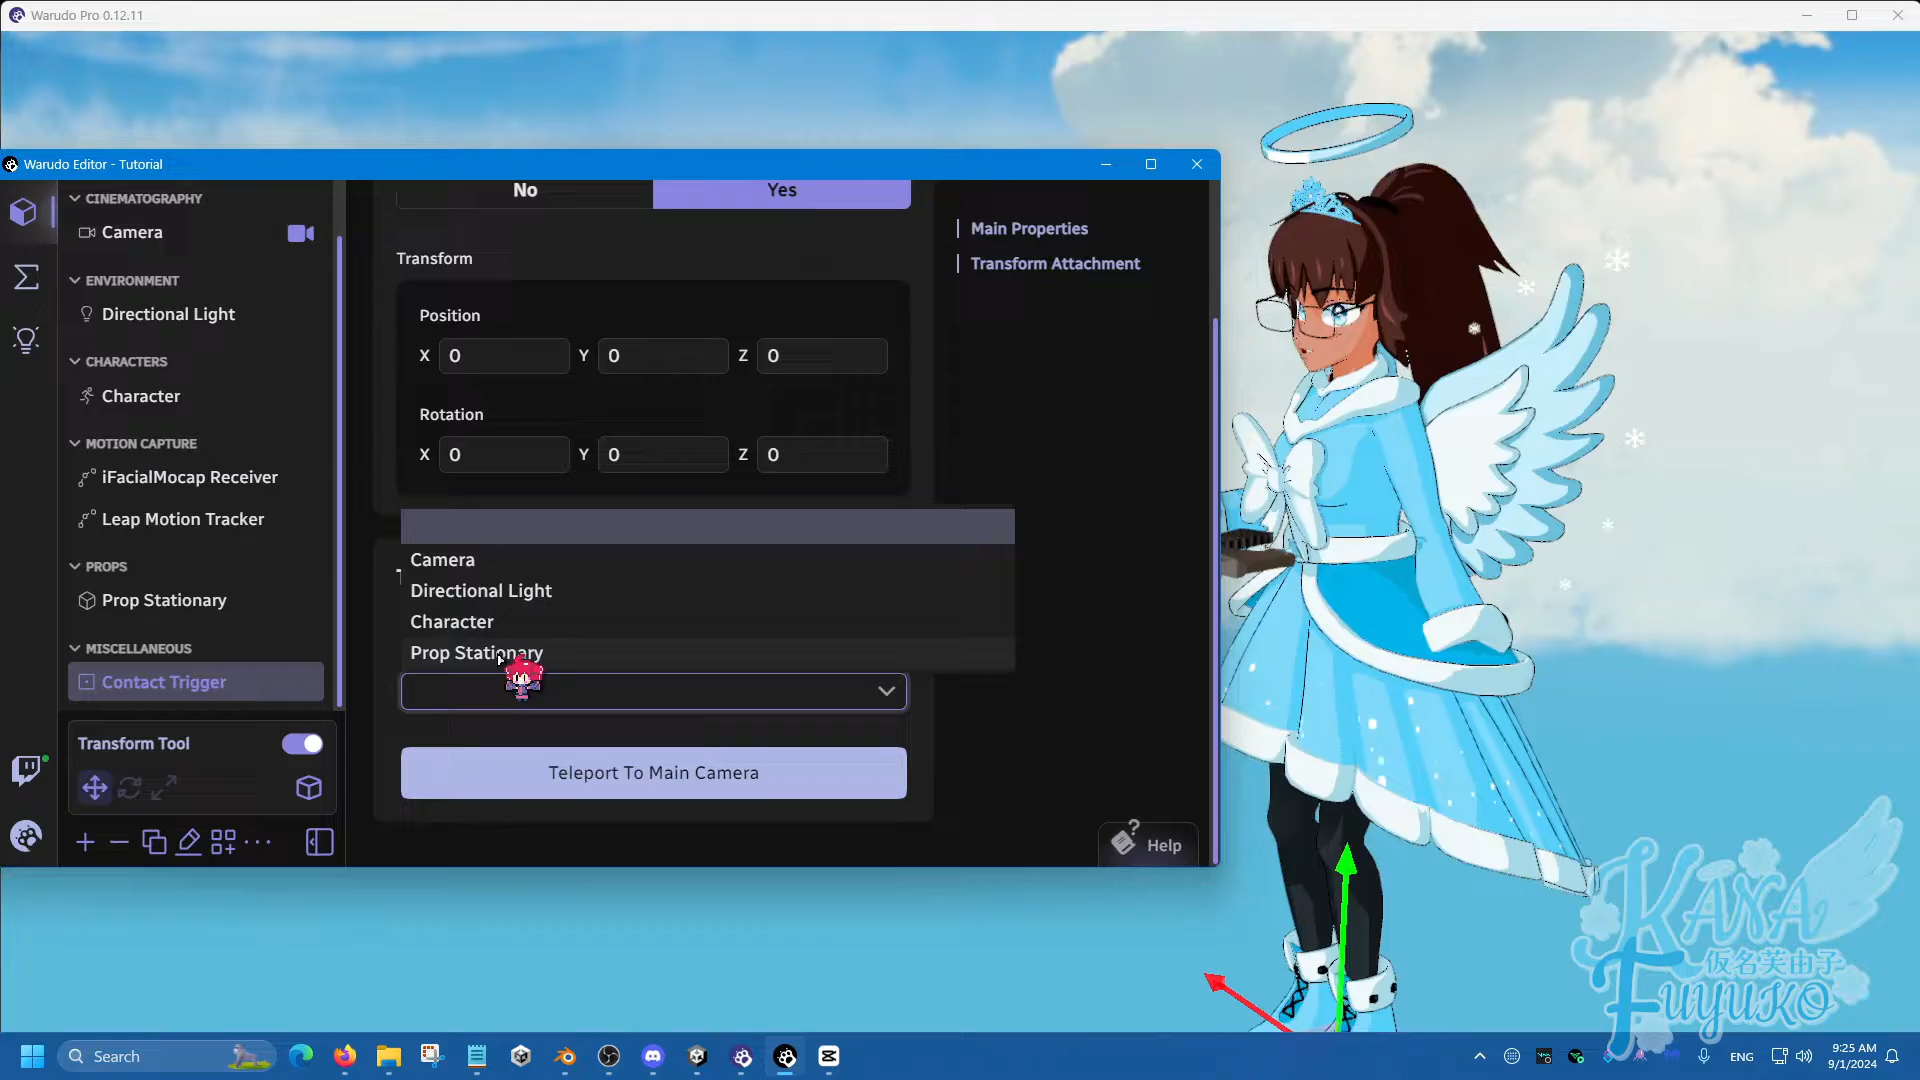 Warudo Pro 0.12.11
Warudo Editor - Tutorial
CINEMATOGRAPHY
Camera
ENVIRONMENT
Directional Light
CHARACTERS
Character
MOTION CAPTURE
iFacialMocap Receiver
Leap Motion Tracker
PROPS
Prop Stationary
MISCELLANEOUS
Contact Trigger
Transform Tool
No
Yes
Transform
Position
X 0 Y 0 Z 0
Rotation
X 0 Y 0 Z 0
Camera
Directional Light
Character
Prop Stationary
Teleport To Main Camera
Main Properties
Transform Attachment
? Help
KANA
仮名芙由子
FUYUKO
Search
ENG
9:25 AM
9/1/2024